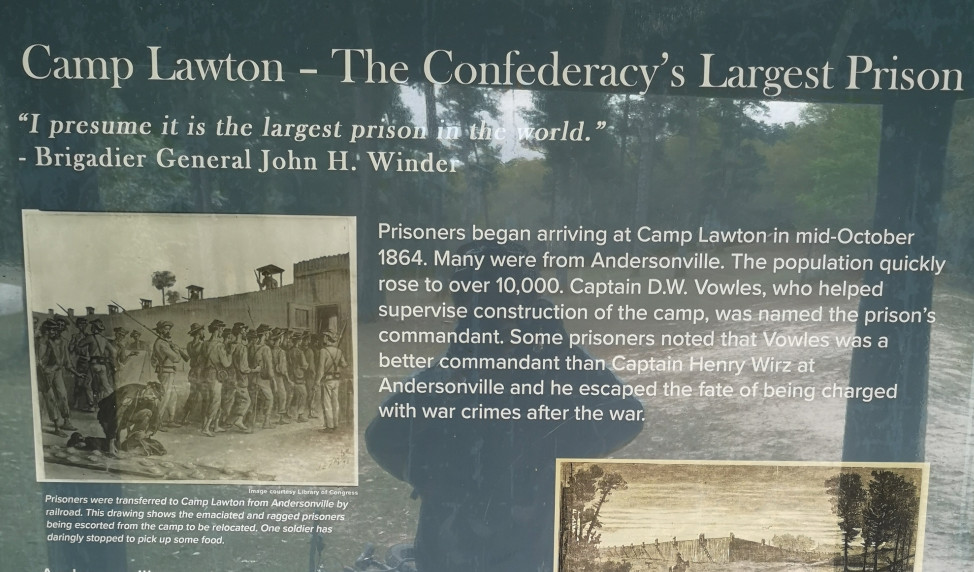 Camp Lawton – The Confederacy's Largest Prison
“I presume it is the largest prison in the world.”
- Brigadier General John H. Winder
Prisoners began arriving at Camp Lawton in mid-October
1864. Many were from Andersonville. The population quickly
rose to over 10,000. Captain D.W. Vowles, who helped
supervise construction of the camp, was named the prison's
commandant. Some prisoners noted that Vowles was a
better commandant than Captain Henry Wirz at
Andersonville and he escaped the fate of being charged
with war crimes after the war.
Image courtesy Library of Congress
Prisoners were transferred to Camp Lawton from Andersonville by
railroad. This drawing shows the emaciated and ragged prisoners
being escorted from the camp to be relocated. One soldier has
daringly stopped to pick up some food.